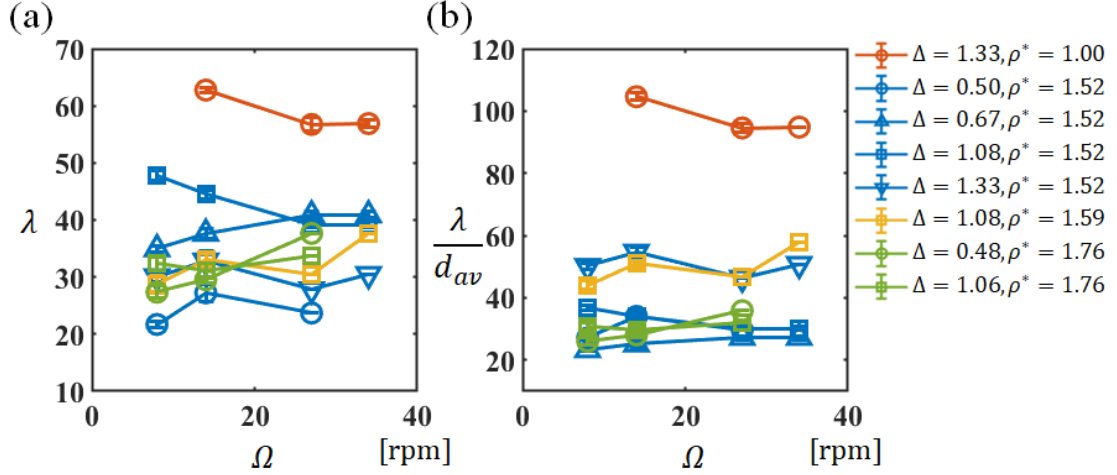 (a)
70
60
50
40
30
20
10
λ
0
20
40
Ω
[rpm]
(b)
120
100
80
60
40
20
λ
d_{av}
0
20
40
Ω
[rpm]
Δ = 1.33, ρ* = 1.00
Δ = 0.50, ρ* = 1.52
Δ = 0.67, ρ* = 1.52
Δ = 1.08, ρ* = 1.52
Δ = 1.33, ρ* = 1.52
Δ = 1.08, ρ* = 1.59
Δ = 0.48, ρ* = 1.76
Δ = 1.06, ρ* = 1.76